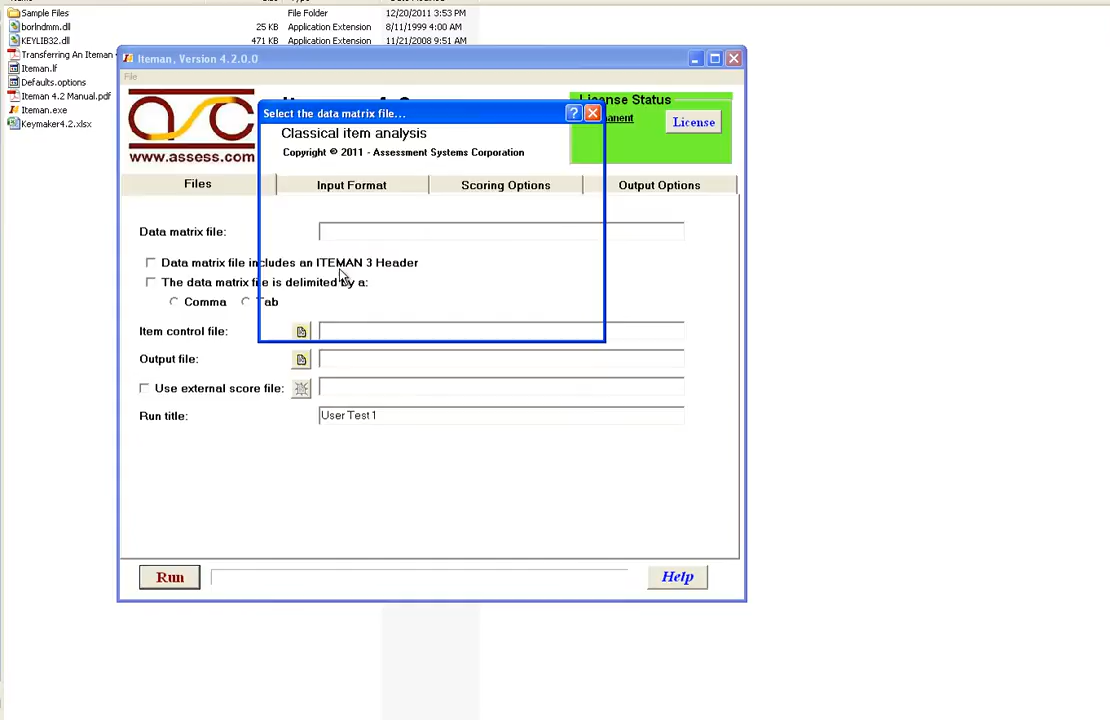 Sample Files File Folder 12/20/2011 3:53 PM
borlndmm.dll 25 KB Application Extension 8/11/1999 4:00 AM
KEYLIB32.dll 471 KB Application Extension 11/21/2008 9:51 AM
Transferring An Iteman
Iteman.lf
Defaults.options
Iteman 4.2 Manual.pdf
Iteman.exe
Keymaker4.2.xlsx
Iteman, Version 4.2.0.0
File
www.assess.com
Select the data matrix file...
Classical item analysis
Copyright © 2011 - Assessment Systems Corporation
License Status
License
Files Input Format Scoring Options Output Options
Data matrix file:
Data matrix file includes an ITEMAN 3 Header
The data matrix file is delimited by a:
Comma Tab
Item control file:
Output file:
Use external score file:
Run title: User Test 1
Run Help